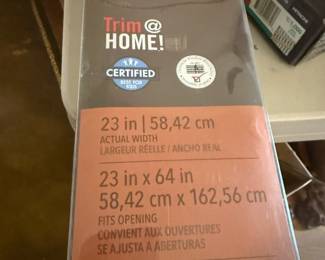 Trim@
HOME!
CERTIFIED
BEST FOR
KIDS
23 in | 58,42 cm
ACTUAL WIDTH
LARGEUR RÉELLE / ANCHO REAL
23 in x 64 in
58,42 cm x 162,56 cm
FITS OPENING
CONVIENT AUX OUVERTURES
SE AJUSTA A ABERTURAS